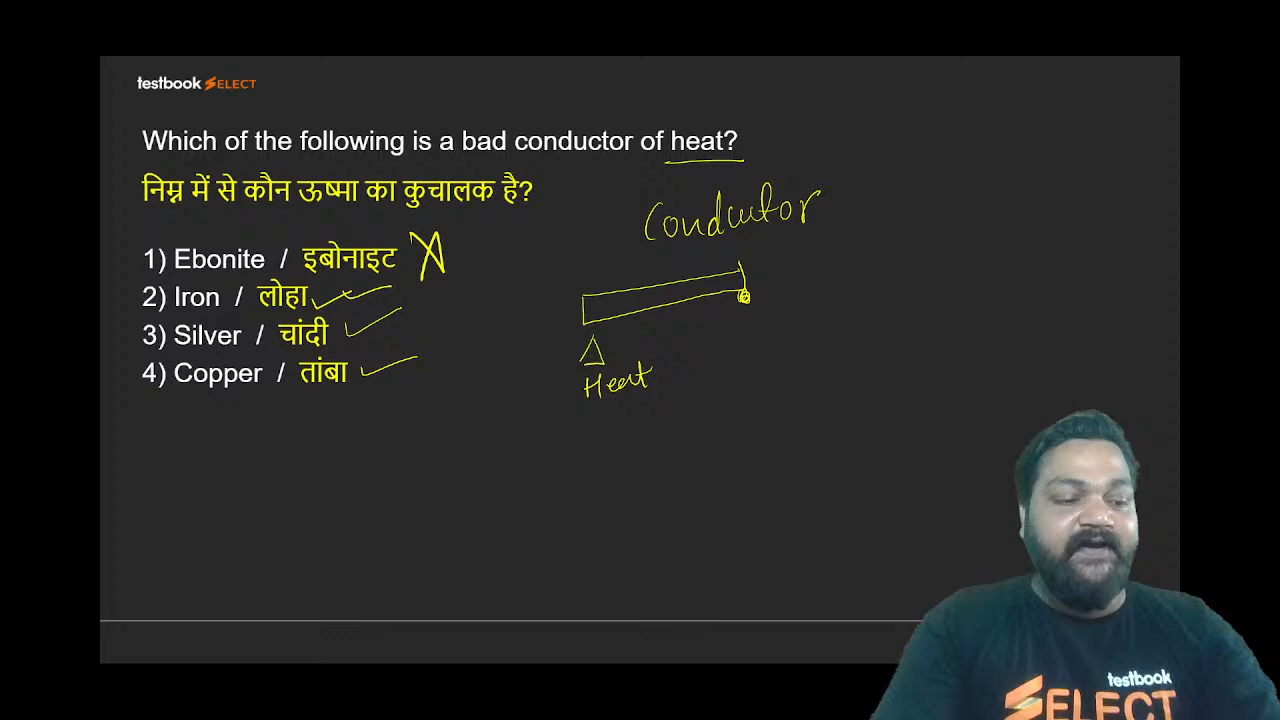 testbook SELECT
Which of the following is a bad conductor of heat?
निम्न में से कौन ऊष्मा का कुचालक है?
Conductor
1) Ebonite / इबोनाइट
2) Iron / लोहा
3) Silver / चांदी
4) Copper / तांबा
Heat
testbook
SELECT